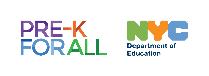 PRE-K
FOR ALL
NYC
Department of
Education